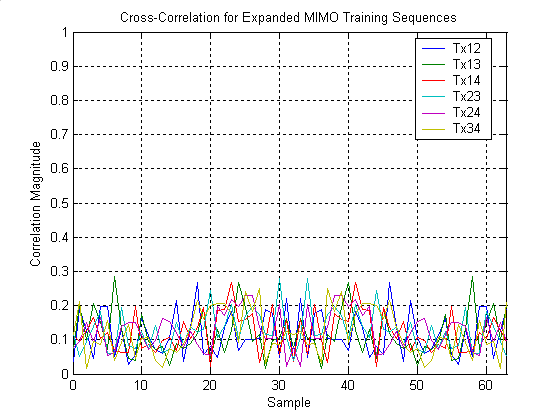 Cross-Correlation for Expanded MIMO Training Sequences
1
0.9
0.8
0.7
0.6
0.5
0.4
0.3
0.2
0.1
0
Correlation Magnitude
Tx12
Tx13
Tx14
Tx23
Tx24
Tx34
0 10 20 30 40 50 60
Sample